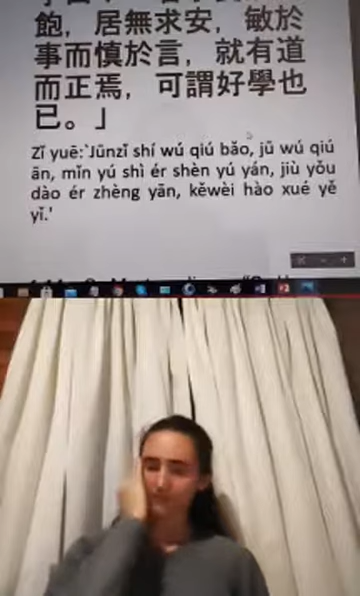 飽，居無求安，敏於
事而慎於言，就有道
而正焉，可謂好學也
已。」
Zǐ yuē:'Jūnzǐ shí wú qiú bǎo, jū wú qiú
ān, mǐn yú shì ér shèn yú yán, jiù yǒu
dào ér zhèng yān, kěwèi hào xué yě
yǐ.'